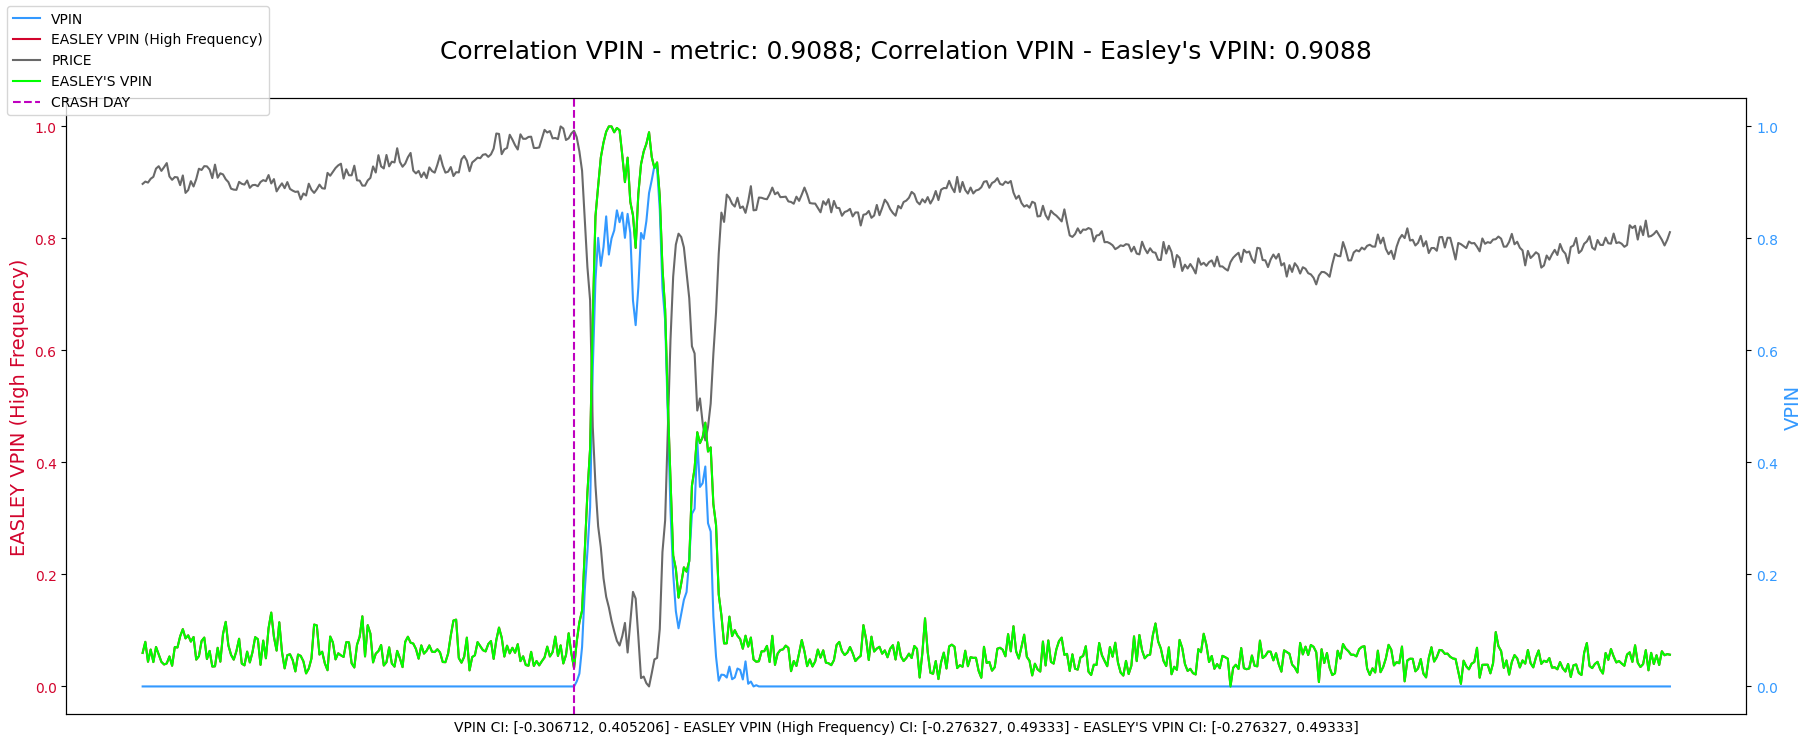 VPIN
EASLEY VPIN (High Frequency)
PRICE
EASLEY'S VPIN
CRASH DAY
Correlation VPIN - metric: 0.9088; Correlation VPIN - Easley's VPIN: 0.9088
EASLEY VPIN (High Frequency)
1.0
0.8
0.6
0.4
0.2
0.0
1.0
0.8
0.6
0.4
0.2
0.0
VPIN
VPIN CI: [-0.306712, 0.405206] - EASLEY VPIN (High Frequency) CI: [-0.276327, 0.49333] - EASLEY'S VPIN CI: [-0.276327, 0.49333]